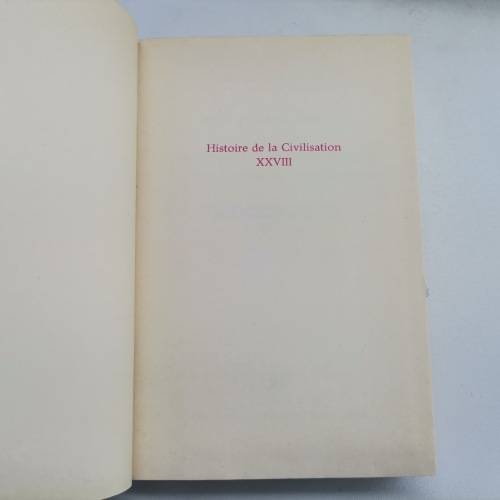 Histoire de la Civilisation
XXVIII